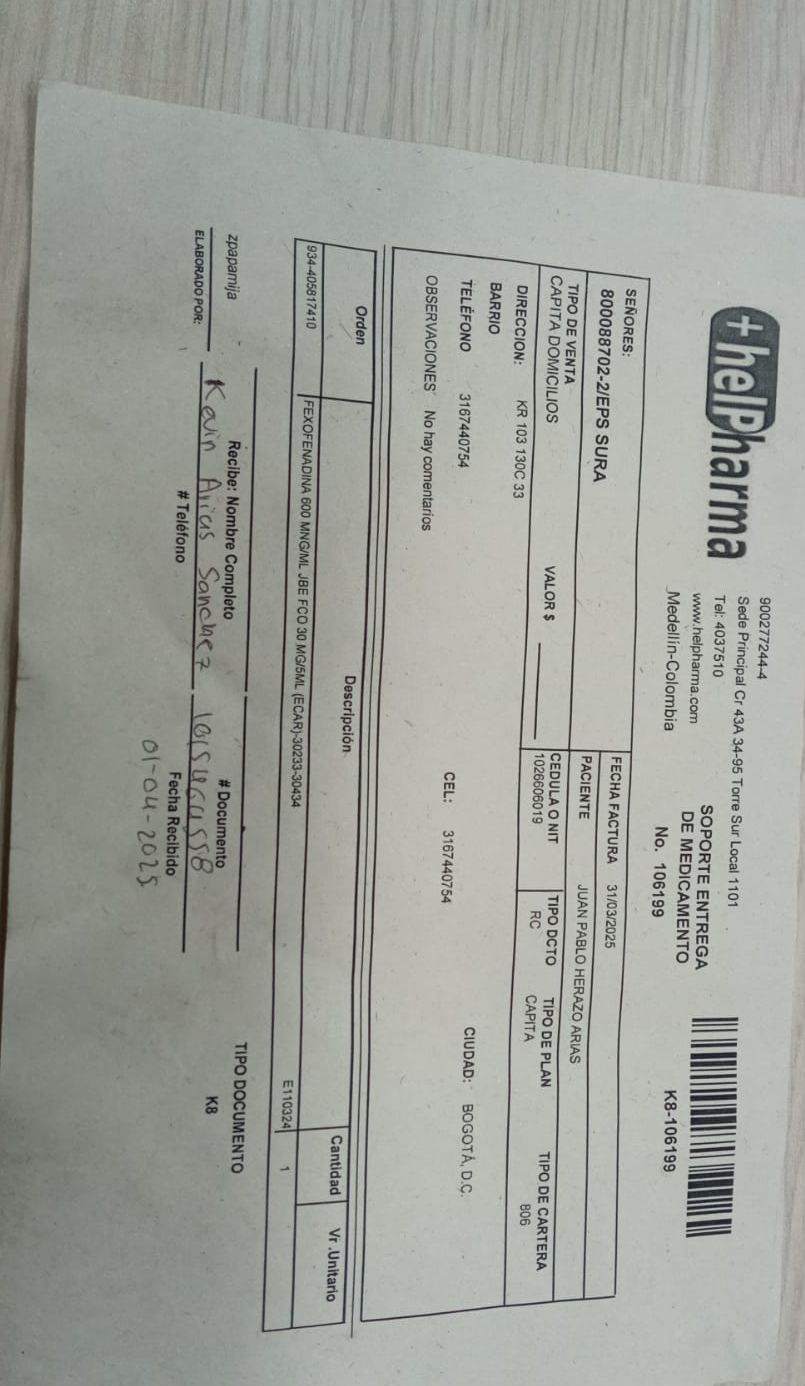 +helPharma
900277244-4
Sede Principal Cr 43A 34-95 Torre Sur Local 1101
Tel: 4037510
www.helpharma.com
Medellín-Colombia
SOPORTE ENTREGA
DE MEDICAMENTO
No. 106199
K8-106199
SEÑORES:
800088702-2/EPS SURA
FECHA FACTURA 31/03/2025
PACIENTE JUAN PABLO HERAZO ARIAS
TIPO DE VENTA
CAPITA DOMICILIOS
VALOR $
CEDULA O NIT
1026606019
TIPO DCTO
RC
TIPO DE PLAN
CAPITA
TIPO DE CARTERA
806
DIRECCION: KR 103 130C 33
BARRIO
TELÉFONO 3167440754
CEL: 3167440754
CIUDAD: BOGOTÁ, D.C.
OBSERVACIONES No hay comentarios
Orden Descripción Cantidad Vr .Unitario
934-405817410 FEXOFENADINA 600 MNG/ML JBE FCO 30 MG/5ML (ECAR)-30233-30434 E110324 1
zpapamija
ELABORADO POR:
Recibe: Nombre Completo
Kevin Arias Sanchez
# Teléfono
# Documento
Fecha Recibido
01-04-2025
TIPO DOCUMENTO
K8